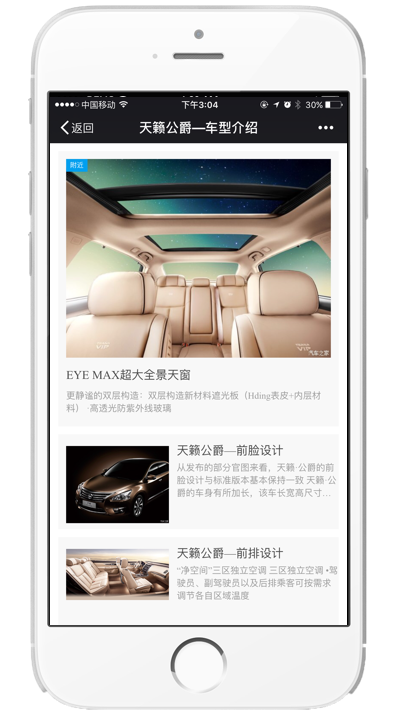 中国移动
下午3:04
30%
返回
天籁公爵—车型介绍
附近
汽车之家
EYE MAX超大全景天窗
更静谧的双层构造：双层构造新材料遮光板（Hding表皮+内层材
料） ·高透光防紫外线玻璃
天籁公爵—前脸设计
从发布的部分官图来看，天籁·公爵的前
脸设计与标准版本基本保持一致 天籁·公
爵的车身有所加长，该车长宽高尺寸…
天籁公爵—前排设计
“净空间”三区独立空调 三区独立空调 •驾
驶员、副驾驶员以及后排乘客可按需求
调节各自区域温度